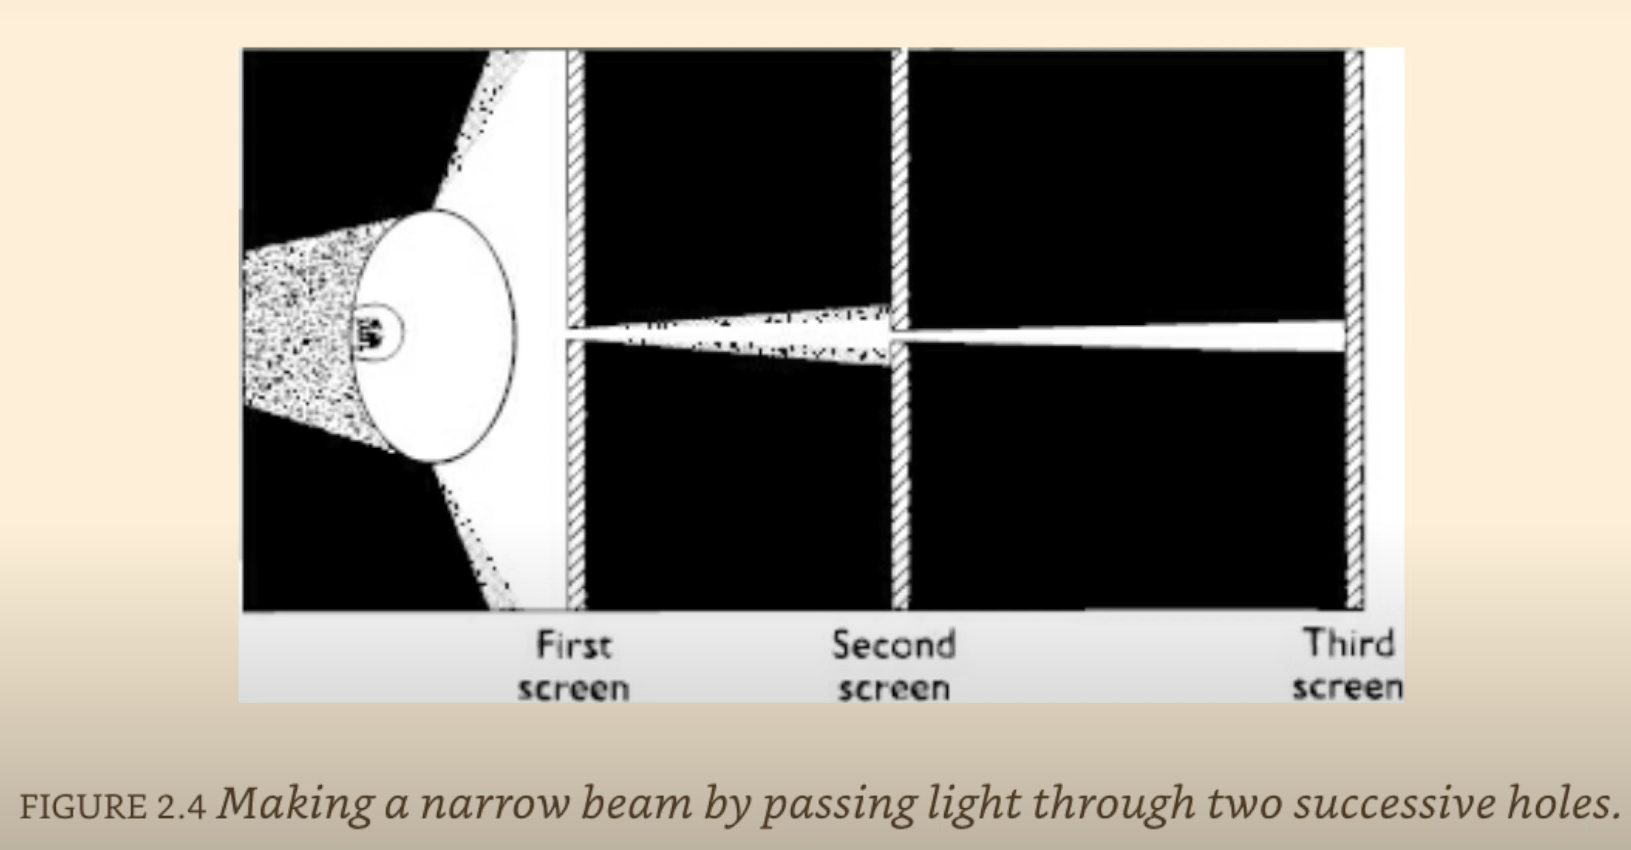 First
screen
Second
screen
Third
screen
FIGURE 2.4 Making a narrow beam by passing light through two successive holes.